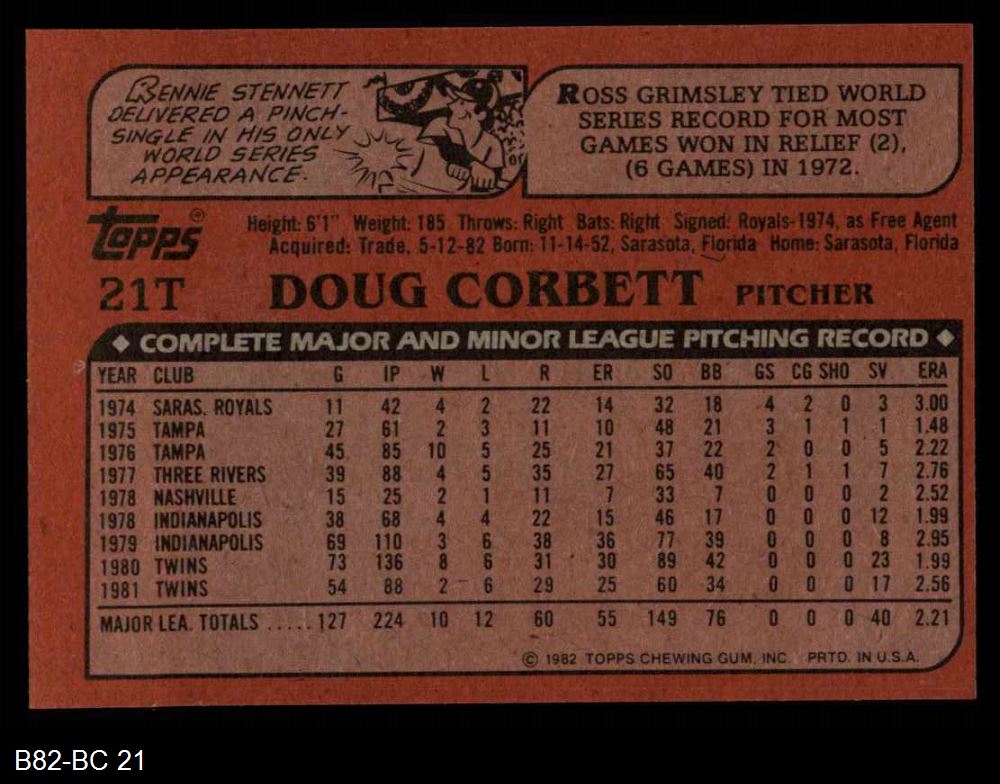 RENNIE STENNETT
DELIVERED A PINCH-
SINGLE IN HIS ONLY
WORLD SERIES
APPEARANCE.
ROSS GRIMSLEY TIED WORLD
SERIES RECORD FOR MOST
GAMES WON IN RELIEF (2),
(6 GAMES) IN 1972.
Topps®
Height: 6'1" Weight: 185 Throws: Right Bats: Right Signed: Royals-1974, as Free Agent
Acquired: Trade, 5-12-82 Born: 11-14-52, Sarasota, Florida Home: Sarasota, Florida
21T DOUG CORBETT PITCHER
◆ COMPLETE MAJOR AND MINOR LEAGUE PITCHING RECORD ◆
YEAR CLUB G IP W L R ER SO BB GS CG SHO SV ERA
1974 SARAS. ROYALS 11 42 4 2 22 14 32 18 4 2 0 3 3.00
1975 TAMPA 27 61 2 3 11 10 48 21 3 1 1 1 1.48
1976 TAMPA 45 85 10 5 25 21 37 22 2 0 0 5 2.22
1977 THREE RIVERS 39 88 4 5 35 27 65 40 2 1 1 7 2.76
1978 NASHVILLE 15 25 2 1 11 7 33 7 0 0 0 2 2.52
1978 INDIANAPOLIS 38 68 4 4 22 15 46 17 0 0 0 12 1.99
1979 INDIANAPOLIS 69 110 3 6 38 36 77 39 0 0 0 8 2.95
1980 TWINS 73 136 8 6 31 30 89 42 0 0 0 23 1.99
1981 TWINS 54 88 2 6 29 25 60 34 0 0 0 17 2.56
MAJOR LEA. TOTALS ..... 127 224 10 12 60 55 149 76 0 0 0 40 2.21
© 1982 TOPPS CHEWING GUM, INC. PRTD. IN U.S.A.
B82-BC 21